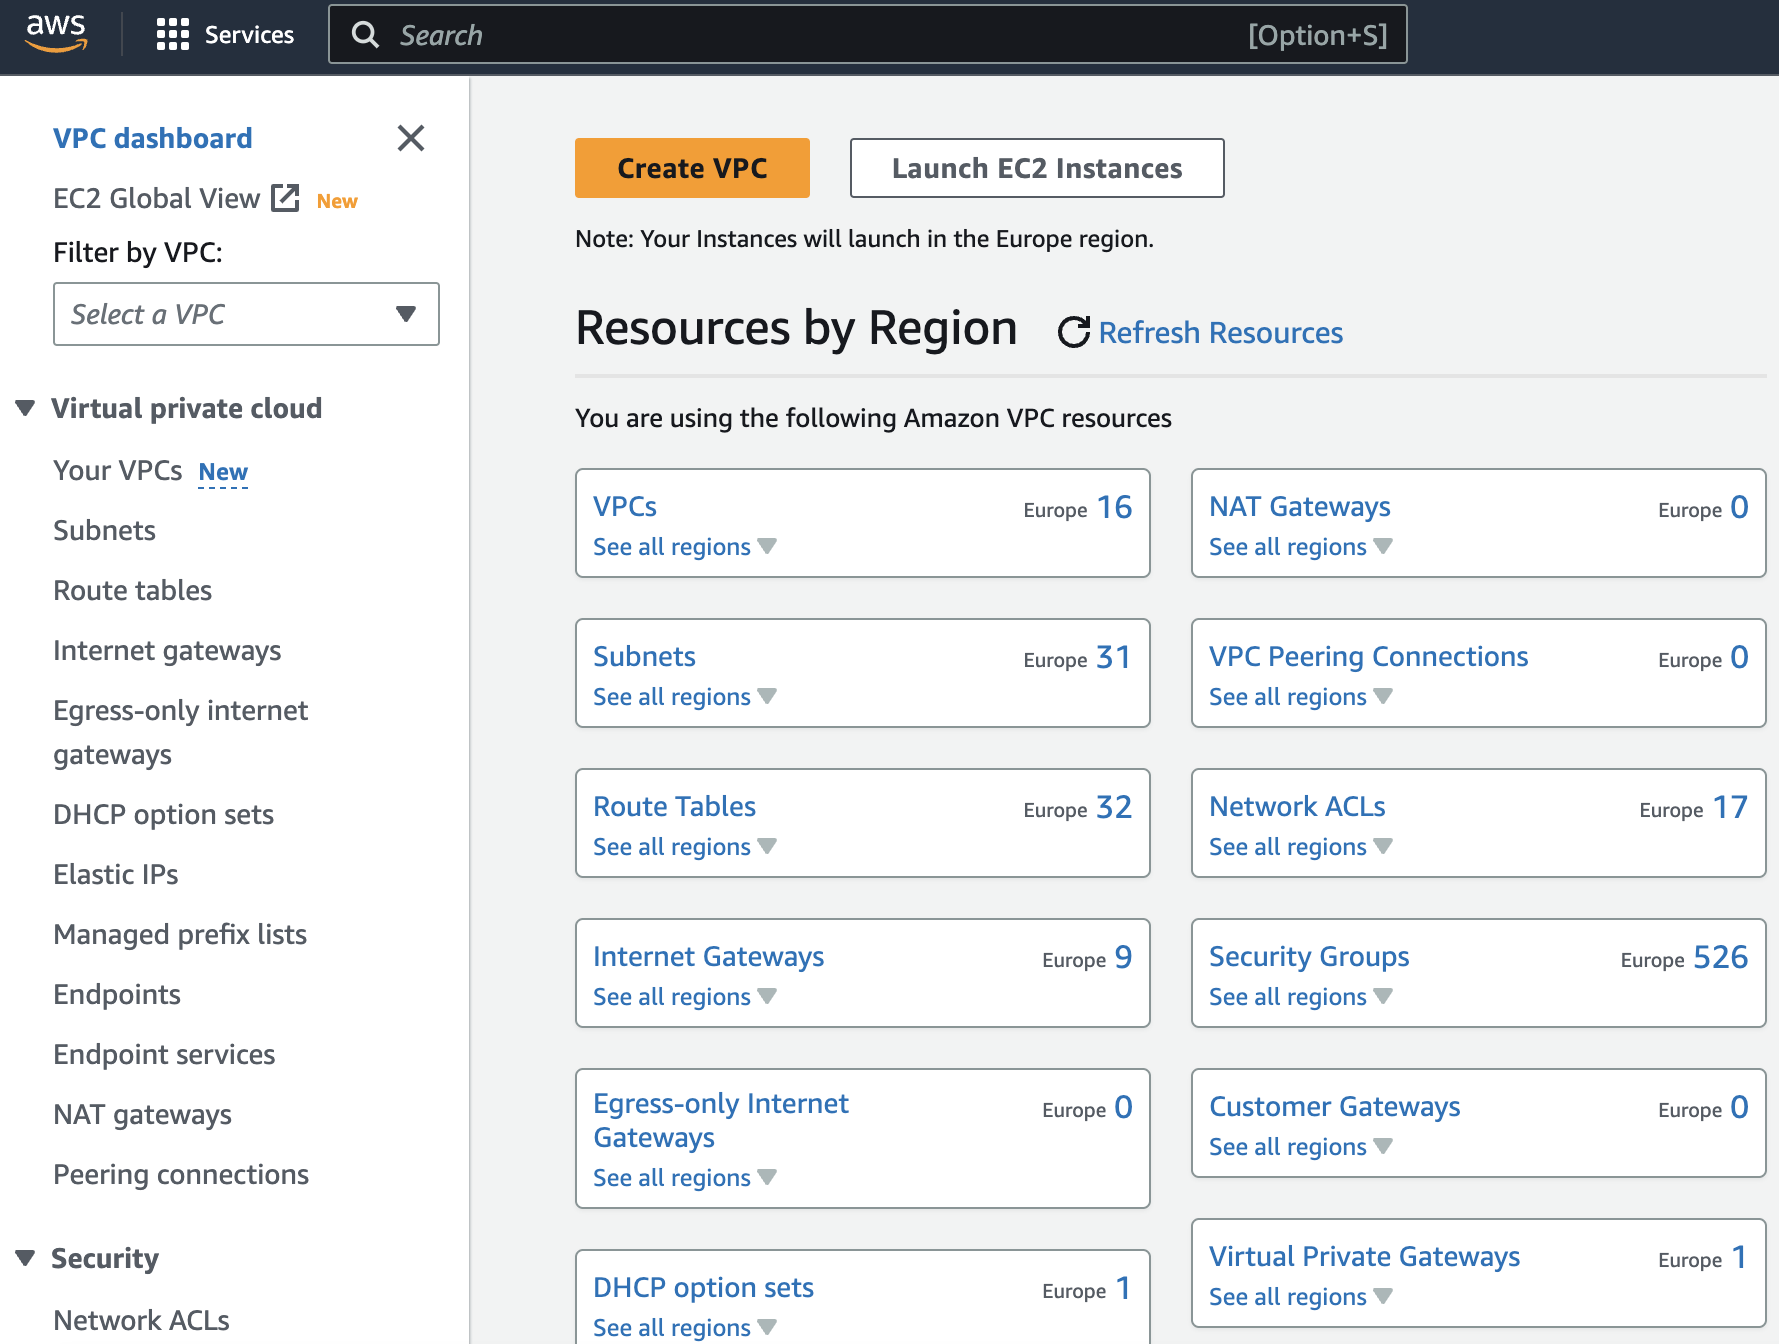 aws
Services
Search
[Option+S]
VPC dashboard
EC2 Global View New
Filter by VPC:
Select a VPC
Virtual private cloud
Your VPCs New
Subnets
Route tables
Internet gateways
Egress-only internet
gateways
DHCP option sets
Elastic IPs
Managed prefix lists
Endpoints
Endpoint services
NAT gateways
Peering connections
Security
Network ACLs
Create VPC
Launch EC2 Instances
Note: Your Instances will launch in the Europe region.
Resources by Region
Refresh Resources
You are using the following Amazon VPC resources
VPCs Europe 16
See all regions
NAT Gateways Europe 0
See all regions
Subnets Europe 31
See all regions
VPC Peering Connections Europe 0
See all regions
Route Tables Europe 32
See all regions
Network ACLs Europe 17
See all regions
Internet Gateways Europe 9
See all regions
Security Groups Europe 526
See all regions
Egress-only Internet
Gateways Europe 0
See all regions
Customer Gateways Europe 0
See all regions
DHCP option sets Europe 1
See all regions
Virtual Private Gateways Europe 1
See all regions